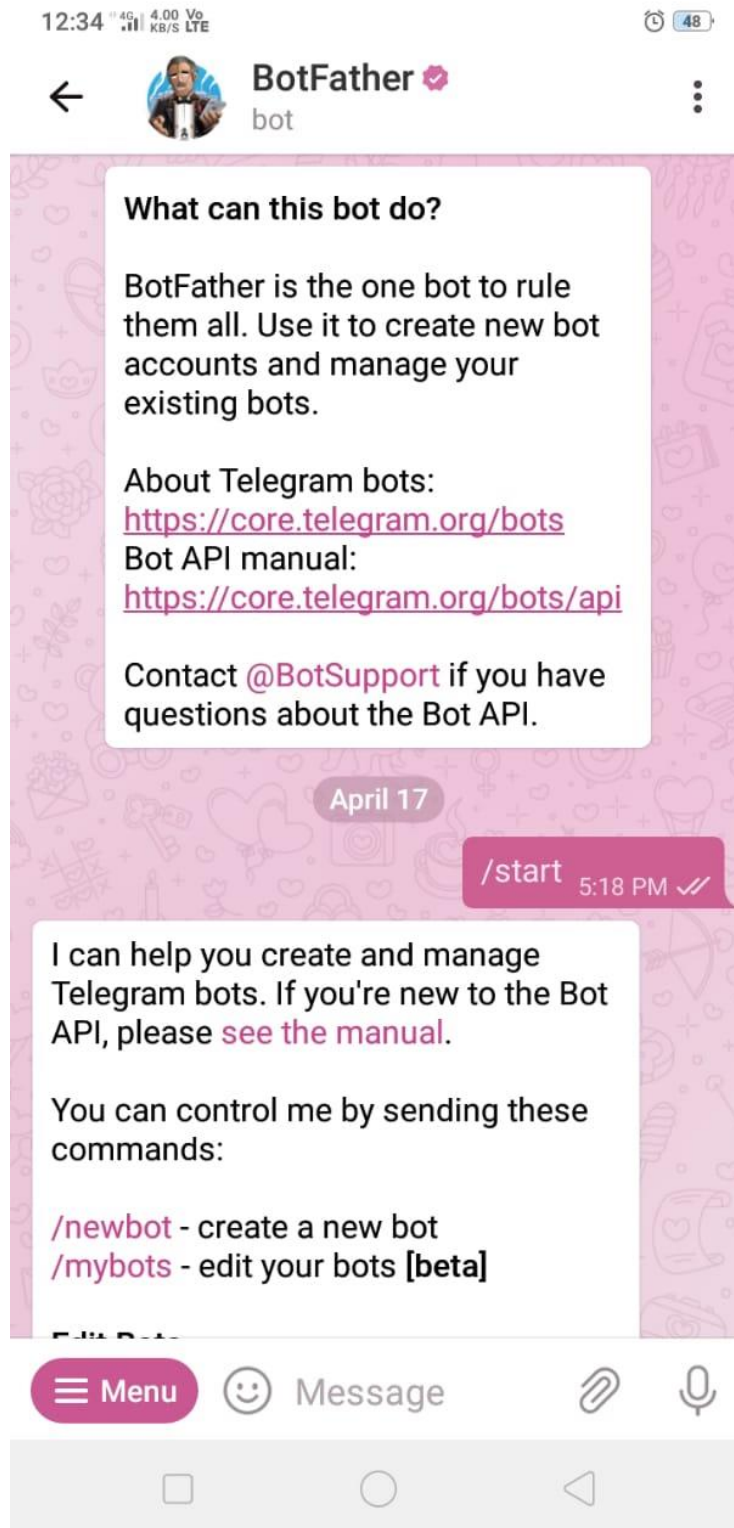 12:34 4G 4.00 KB/S Vo LTE 48
BotFather
bot
What can this bot do?
BotFather is the one bot to rule
them all. Use it to create new bot
accounts and manage your
existing bots.
About Telegram bots:
https://core.telegram.org/bots
Bot API manual:
https://core.telegram.org/bots/api
Contact @BotSupport if you have
questions about the Bot API.
April 17
/start 5:18 PM
I can help you create and manage
Telegram bots. If you're new to the Bot
API, please see the manual.
You can control me by sending these
commands:
/newbot - create a new bot
/mybots - edit your bots [beta]
Edit Bots
Menu Message